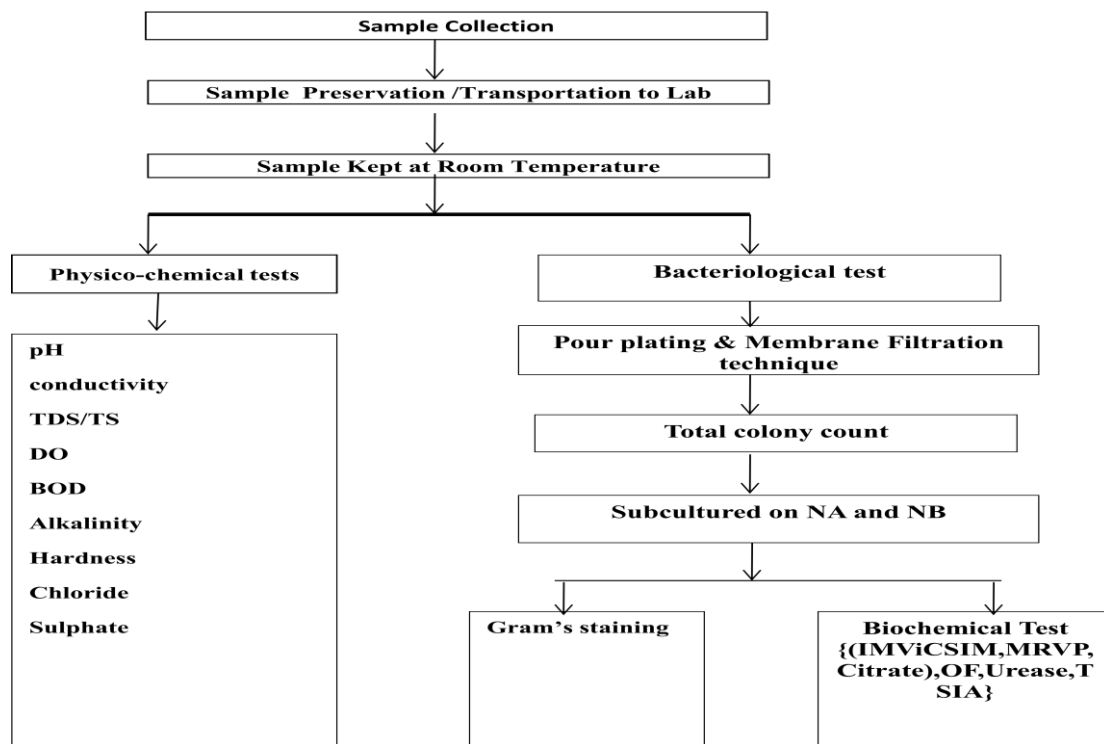 Sample Collection
Sample Preservation /Transportation to Lab
Sample Kept at Room Temperature
Physico-chemical tests
pH
conductivity
TDS/TS
DO
BOD
Alkalinity
Hardness
Chloride
Sulphate
Bacteriological test
Pour plating & Membrane Filtration
technique
Total colony count
Subcultured on NA and NB
Gram's staining
Biochemical Test
{(IMViCSIM,MRVP,
Citrate),OF,Urease,T
SIA}